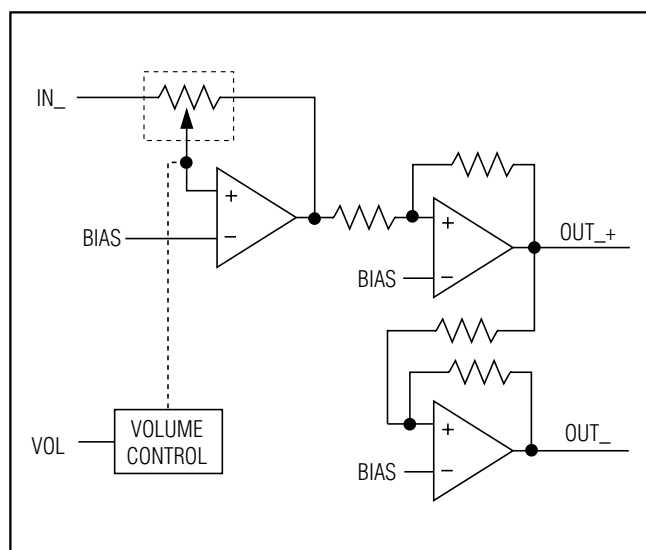 IN_
+
BIAS
−
+
OUT_+
BIAS
−
+
VOL
VOLUME
CONTROL
OUT_-
BIAS
−